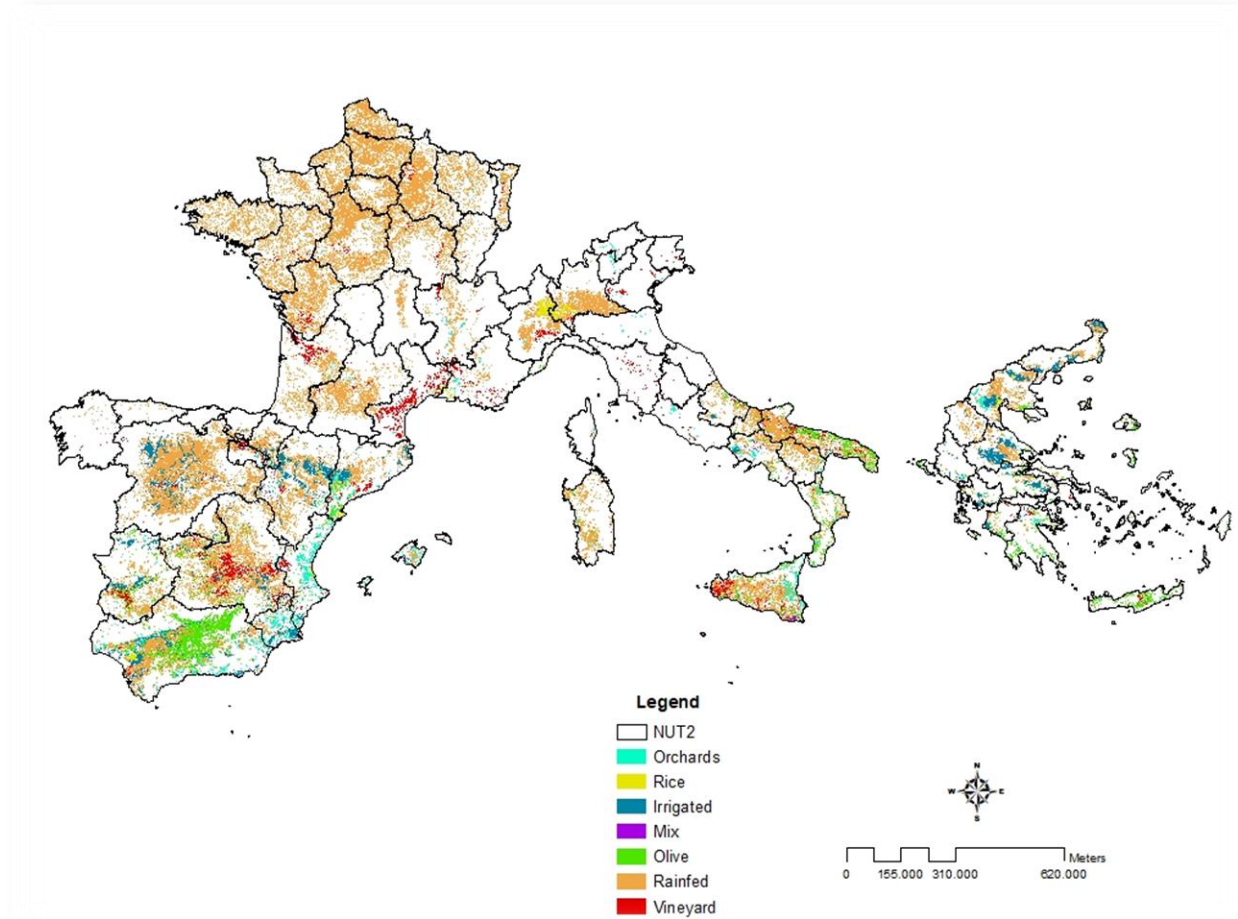 Legend
NUT2
Orchards
Rice
Irrigated
Mix
Olive
Rainfed
Vineyard
N
W E
S
Meters
0 155.000 310.000 620.000